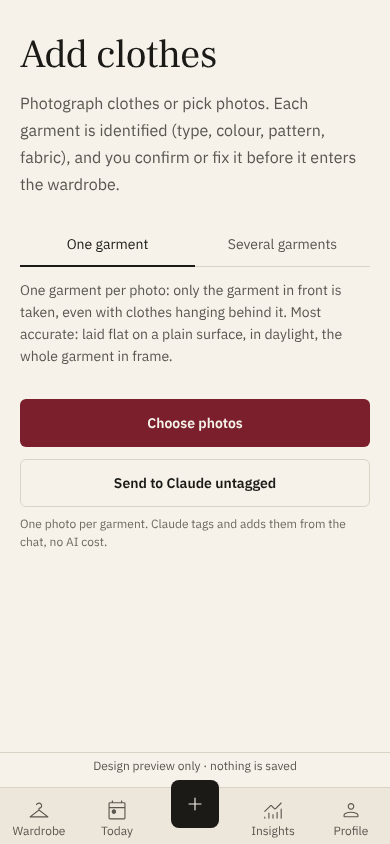 Add clothes
Photograph clothes or pick photos. Each
garment is identified (type, colour, pattern,
fabric), and you confirm or fix it before it enters
the wardrobe.
One garment
Several garments
One garment per photo: only the garment in front is
taken, even with clothes hanging behind it. Most
accurate: laid flat on a plain surface, in daylight, the
whole garment in frame.
Choose photos
Send to Claude untagged
One photo per garment. Claude tags and adds them from the
chat, no AI cost.
Design preview only · nothing is saved
Wardrobe
Today
Insights
Profile